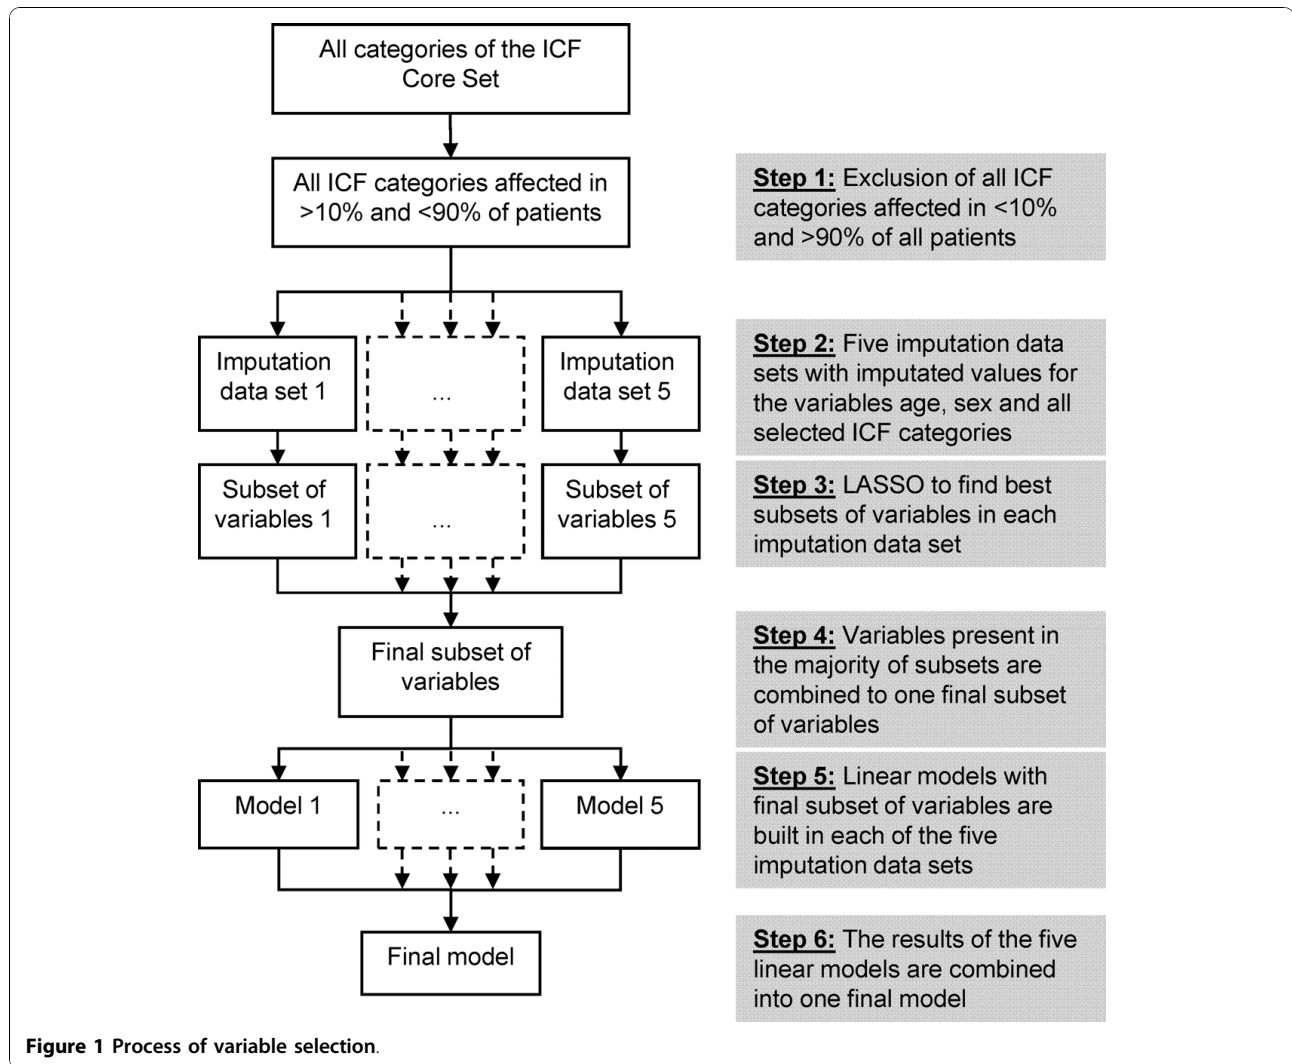 All categories of the ICF
Core Set
All ICF categories affected in
>10% and <90% of patients
Step 1: Exclusion of all ICF
categories affected in <10%
and >90% of all patients
Imputation
data set 1
...
Imputation
data set 5
Step 2: Five imputation data
sets with imputated values for
the variables age, sex and all
selected ICF categories
Subset of
variables 1
...
Subset of
variables 5
Step 3: LASSO to find best
subsets of variables in each
imputation data set
Final subset of
variables
Step 4: Variables present in
the majority of subsets are
combined to one final subset
of variables
Model 1
...
Model 5
Step 5: Linear models with
final subset of variables are
built in each of the five
imputation data sets
Final model
Step 6: The results of the five
linear models are combined
into one final model
Figure 1 Process of variable selection.